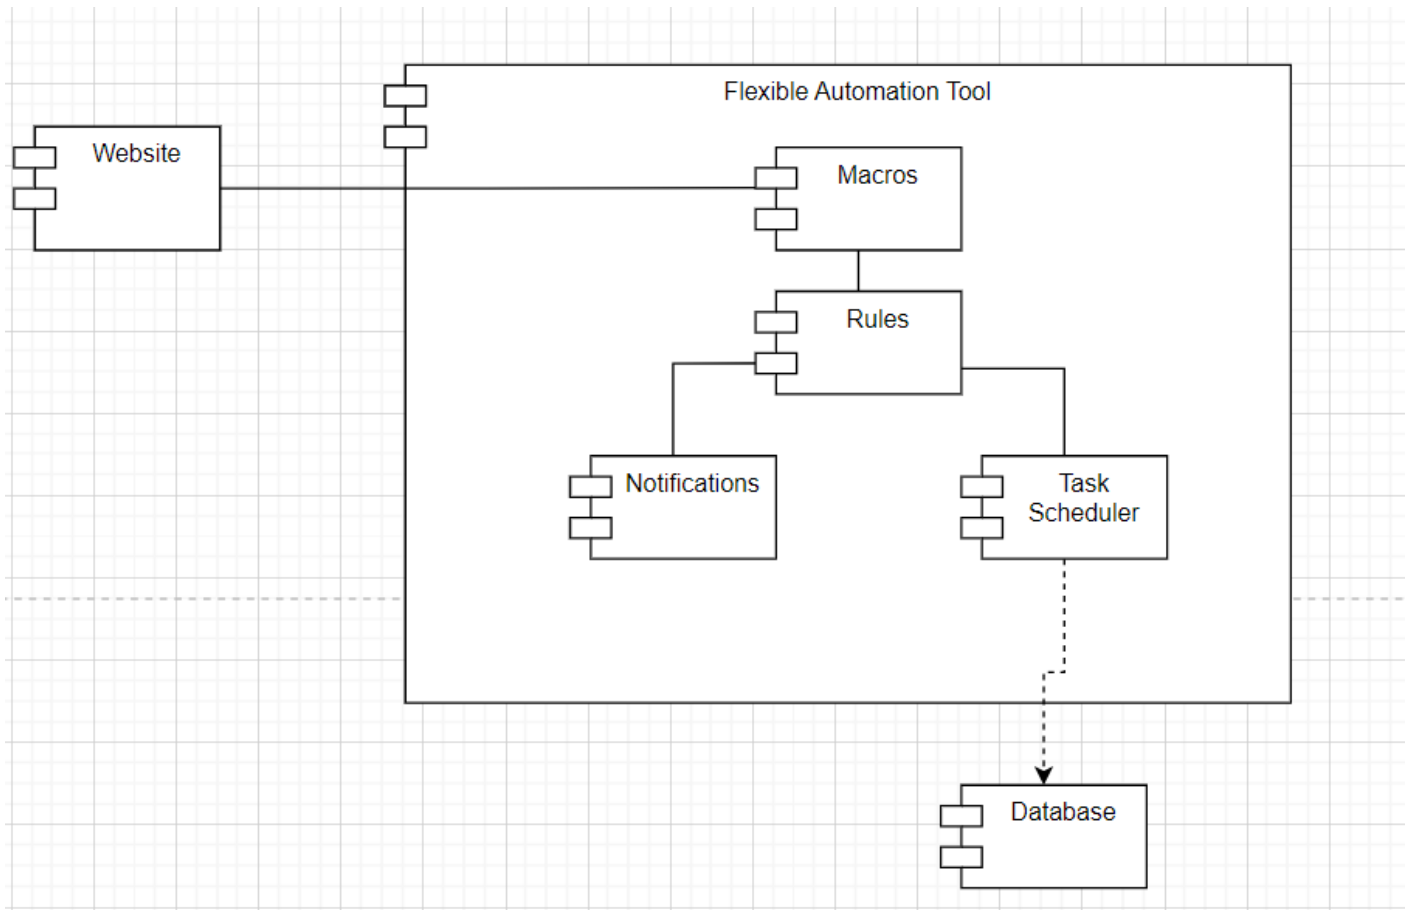 Flexible Automation Tool
Website
Macros
Rules
Notifications
Task
Scheduler
Database